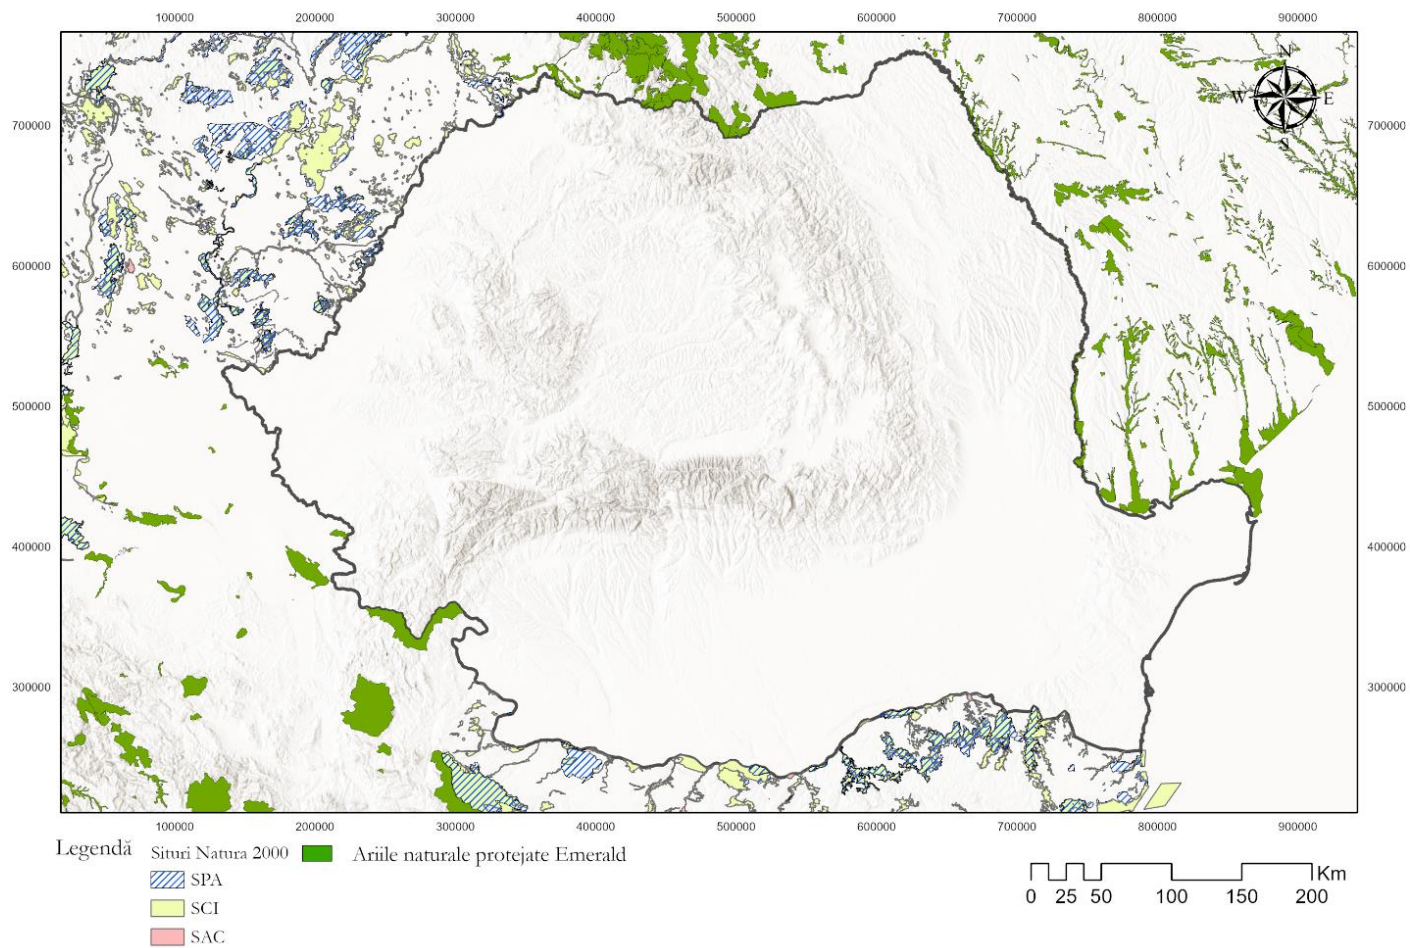 100000 200000 300000 400000 500000 600000 700000 800000 900000
N
W E
S
700000 700000
600000 600000
500000 500000
400000 400000
300000 300000
100000 200000 300000 400000 500000 600000 700000 800000 900000
Legendă Situri Natura 2000 Ariile naturale protejate Emerald
SPA
SCI
SAC
Km
0 25 50 100 150 200